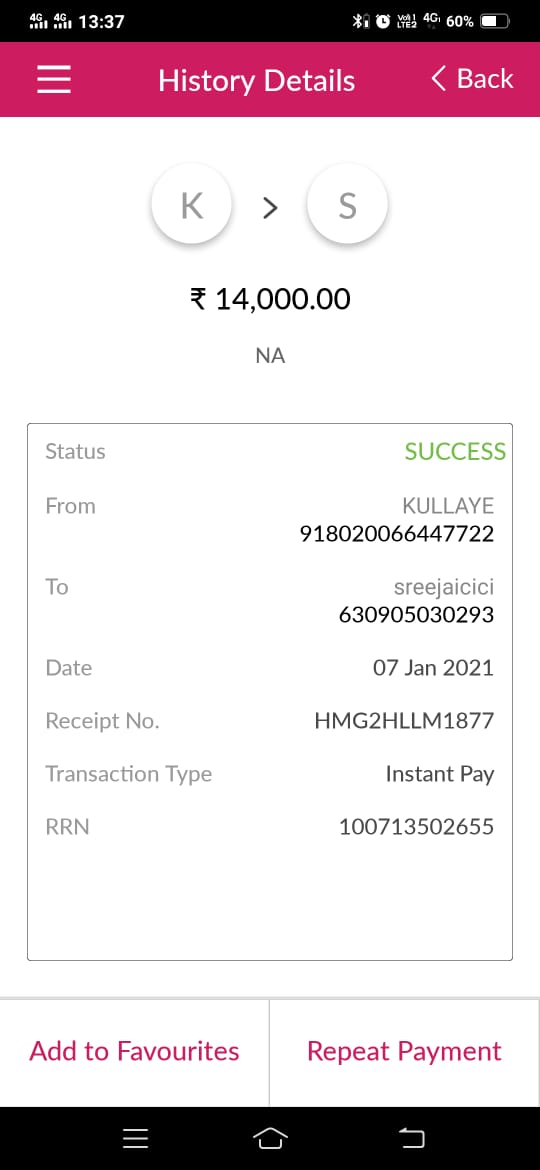 4G 4G 13:37 4G 60%
History Details
Back
K > S
₹ 14,000.00
NA
Status SUCCESS
From KULLAYE
918020066447722
To sreejaicici
630905030293
Date 07 Jan 2021
Receipt No. HMG2HLLM1877
Transaction Type Instant Pay
RRN 100713502655
Add to Favourites Repeat Payment